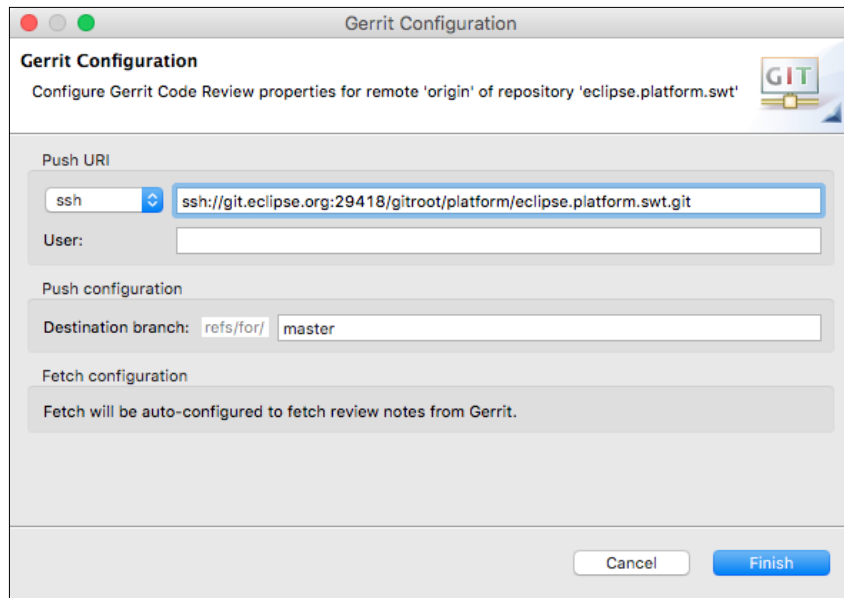 Gerrit Configuration
Gerrit Configuration
Configure Gerrit Code Review properties for remote 'origin' of repository 'eclipse.platform.swt'
GIT
Push URI
ssh ssh://git.eclipse.org:29418/gitroot/platform/eclipse.platform.swt.git
User:
Push configuration
Destination branch: refs/for/ master
Fetch configuration
Fetch will be auto-configured to fetch review notes from Gerrit.
Cancel Finish